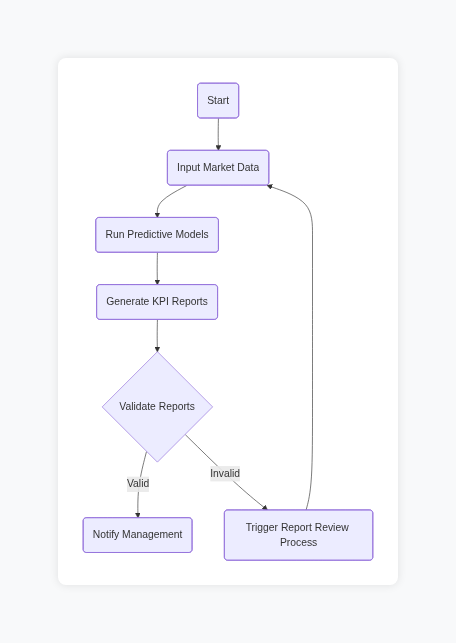 Start
Input Market Data
Run Predictive Models
Generate KPI Reports
Validate Reports
Invalid
Valid
Notify Management
Trigger Report Review
Process